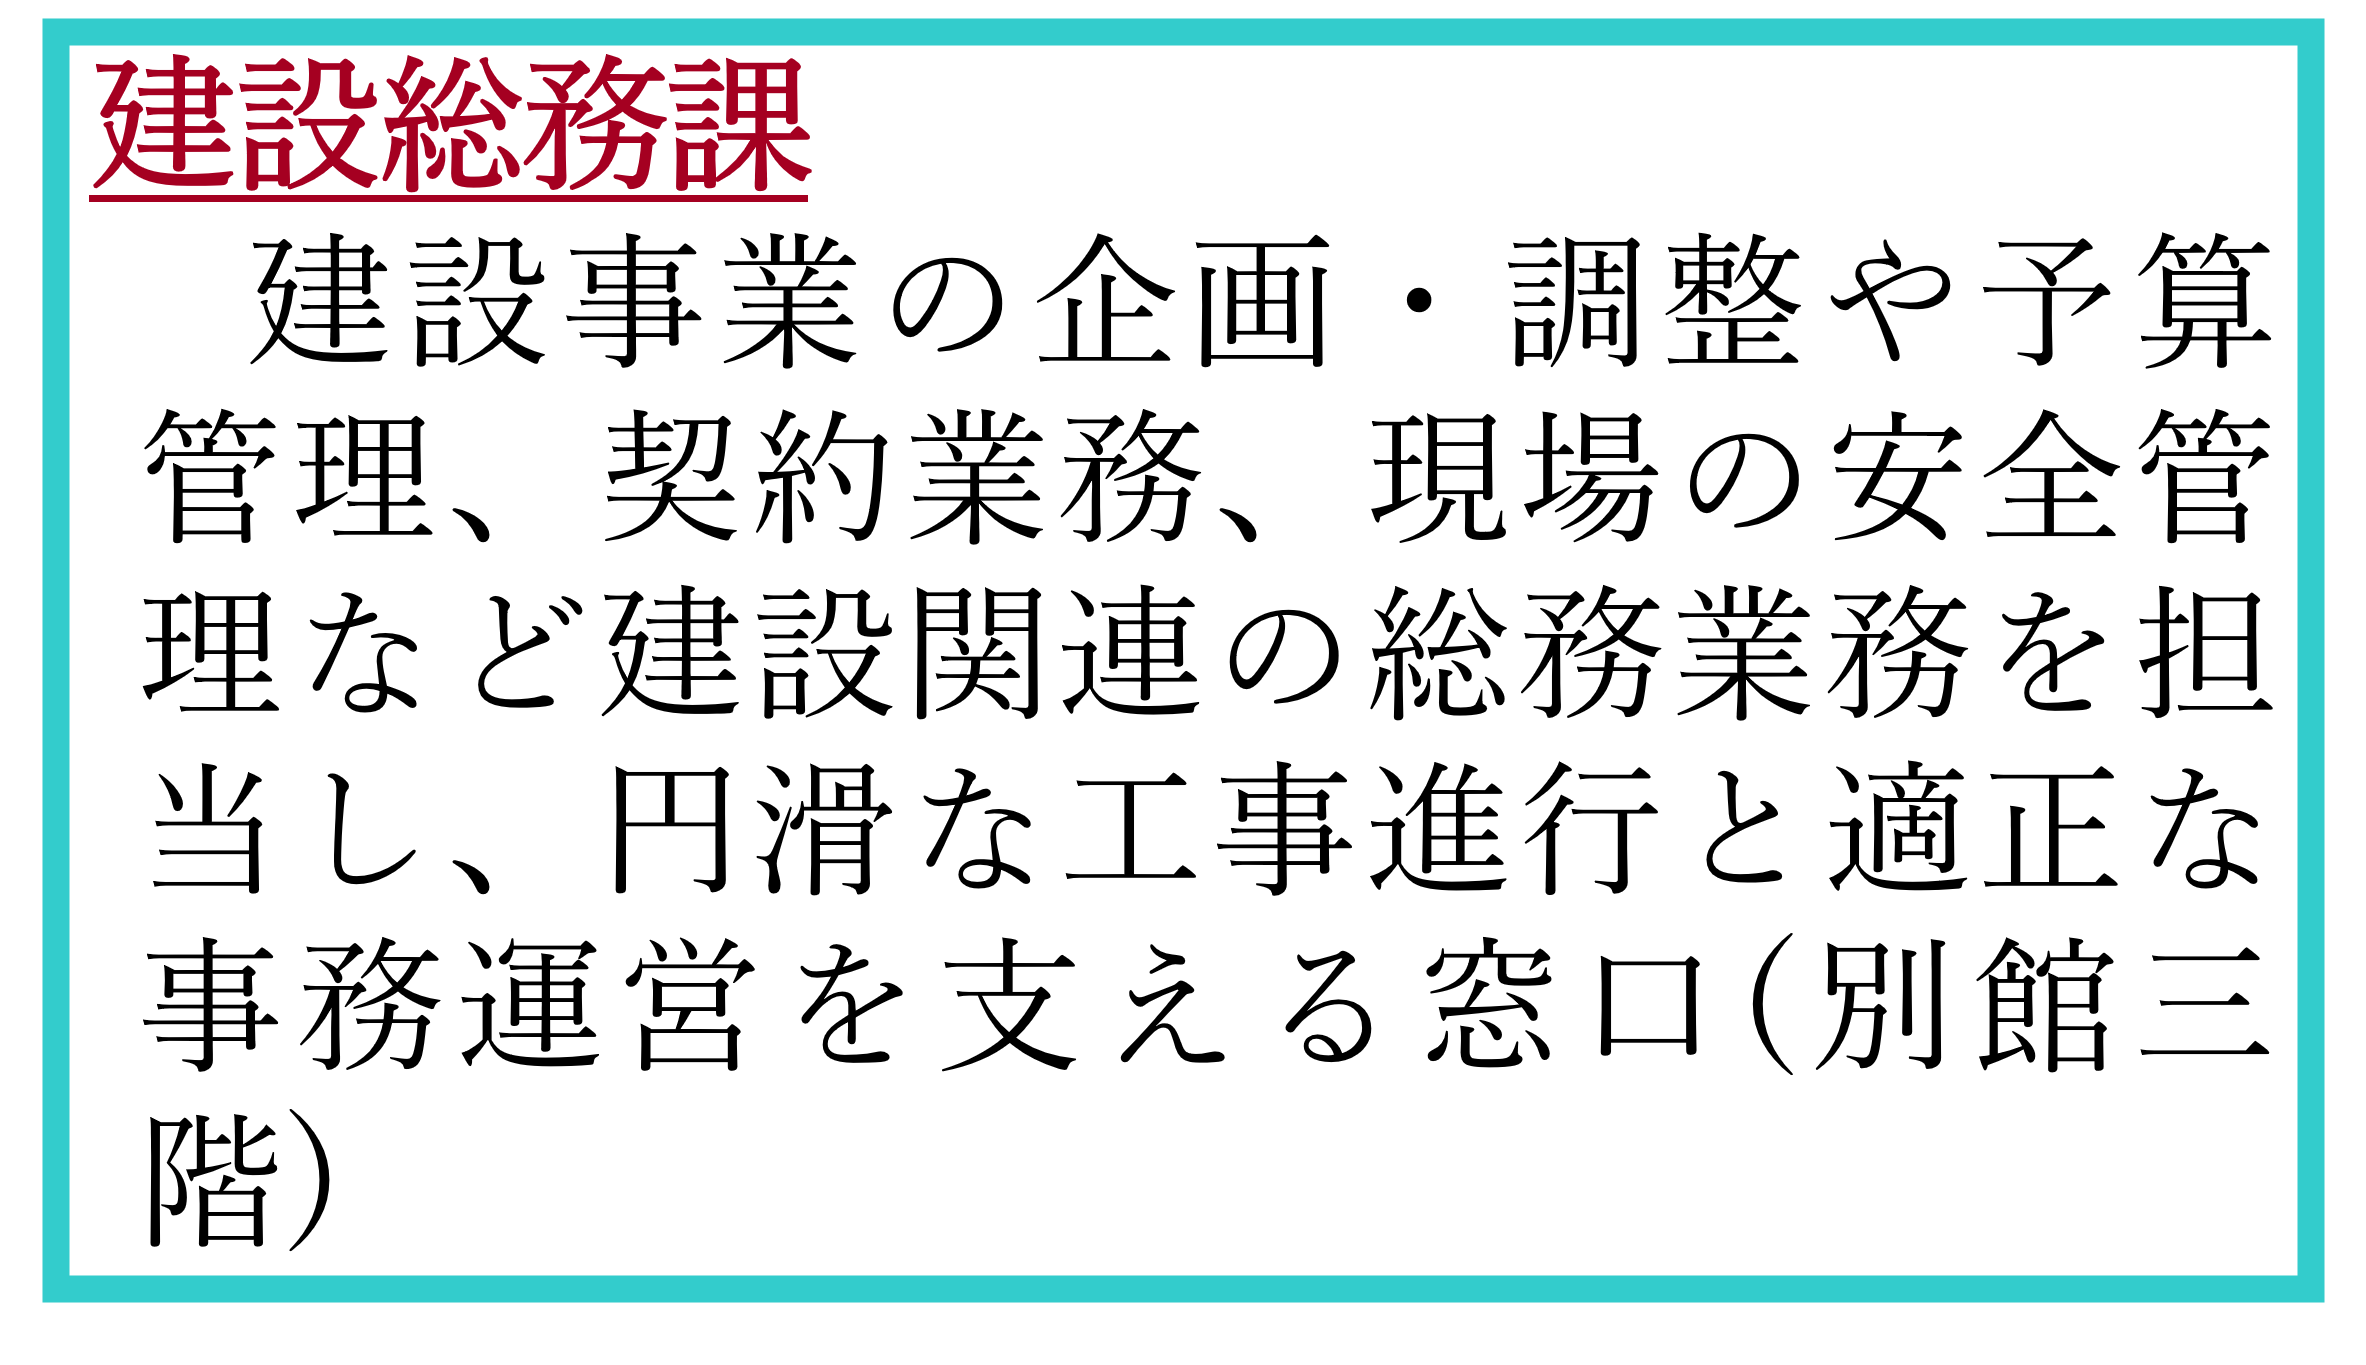 建設総務課
建設事業の企画・調整や予算
管理、契約業務、現場の安全管
理など建設関連の総務業務を担
当し、円滑な工事進行と適正な
事務運営を支える窓口(別館三
階)